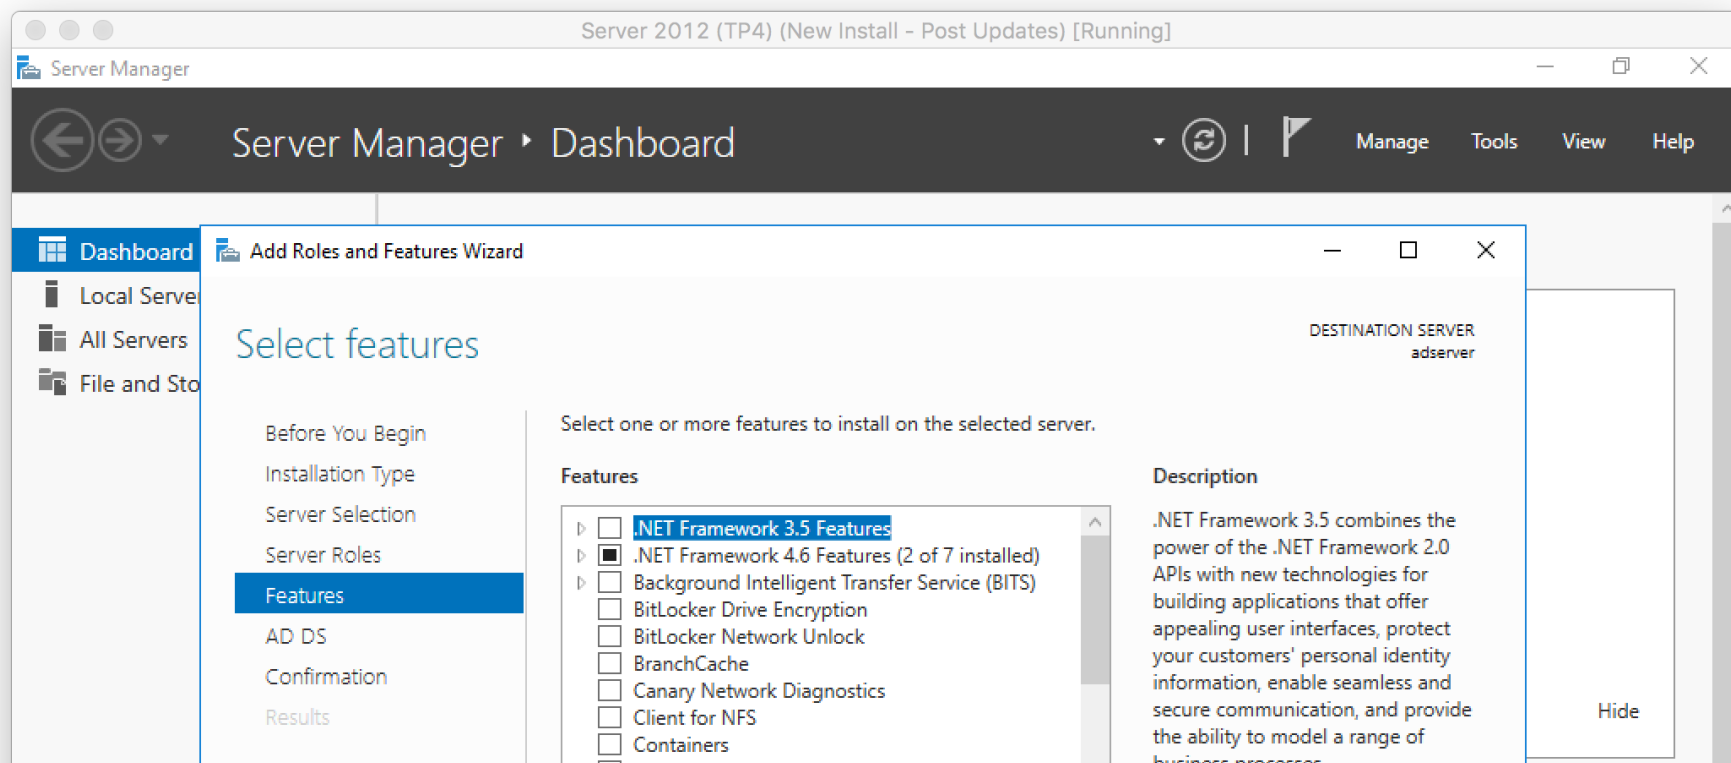 Server 2012 (TP4) (New Install - Post Updates) [Running]
Server Manager
Server Manager ‣ Dashboard
Manage Tools View Help
Dashboard
Local Server
All Servers
File and Sto
Add Roles and Features Wizard
Select features
DESTINATION SERVER
adserver
Before You Begin
Installation Type
Server Selection
Server Roles
Features
AD DS
Confirmation
Results
Select one or more features to install on the selected server.
Features
.NET Framework 3.5 Features
.NET Framework 4.6 Features (2 of 7 installed)
Background Intelligent Transfer Service (BITS)
BitLocker Drive Encryption
BitLocker Network Unlock
BranchCache
Canary Network Diagnostics
Client for NFS
Containers
Description
.NET Framework 3.5 combines the
power of the .NET Framework 2.0
APIs with new technologies for
building applications that offer
appealing user interfaces, protect
your customers' personal identity
information, enable seamless and
secure communication, and provide
the ability to model a range of
business processes.
Hide